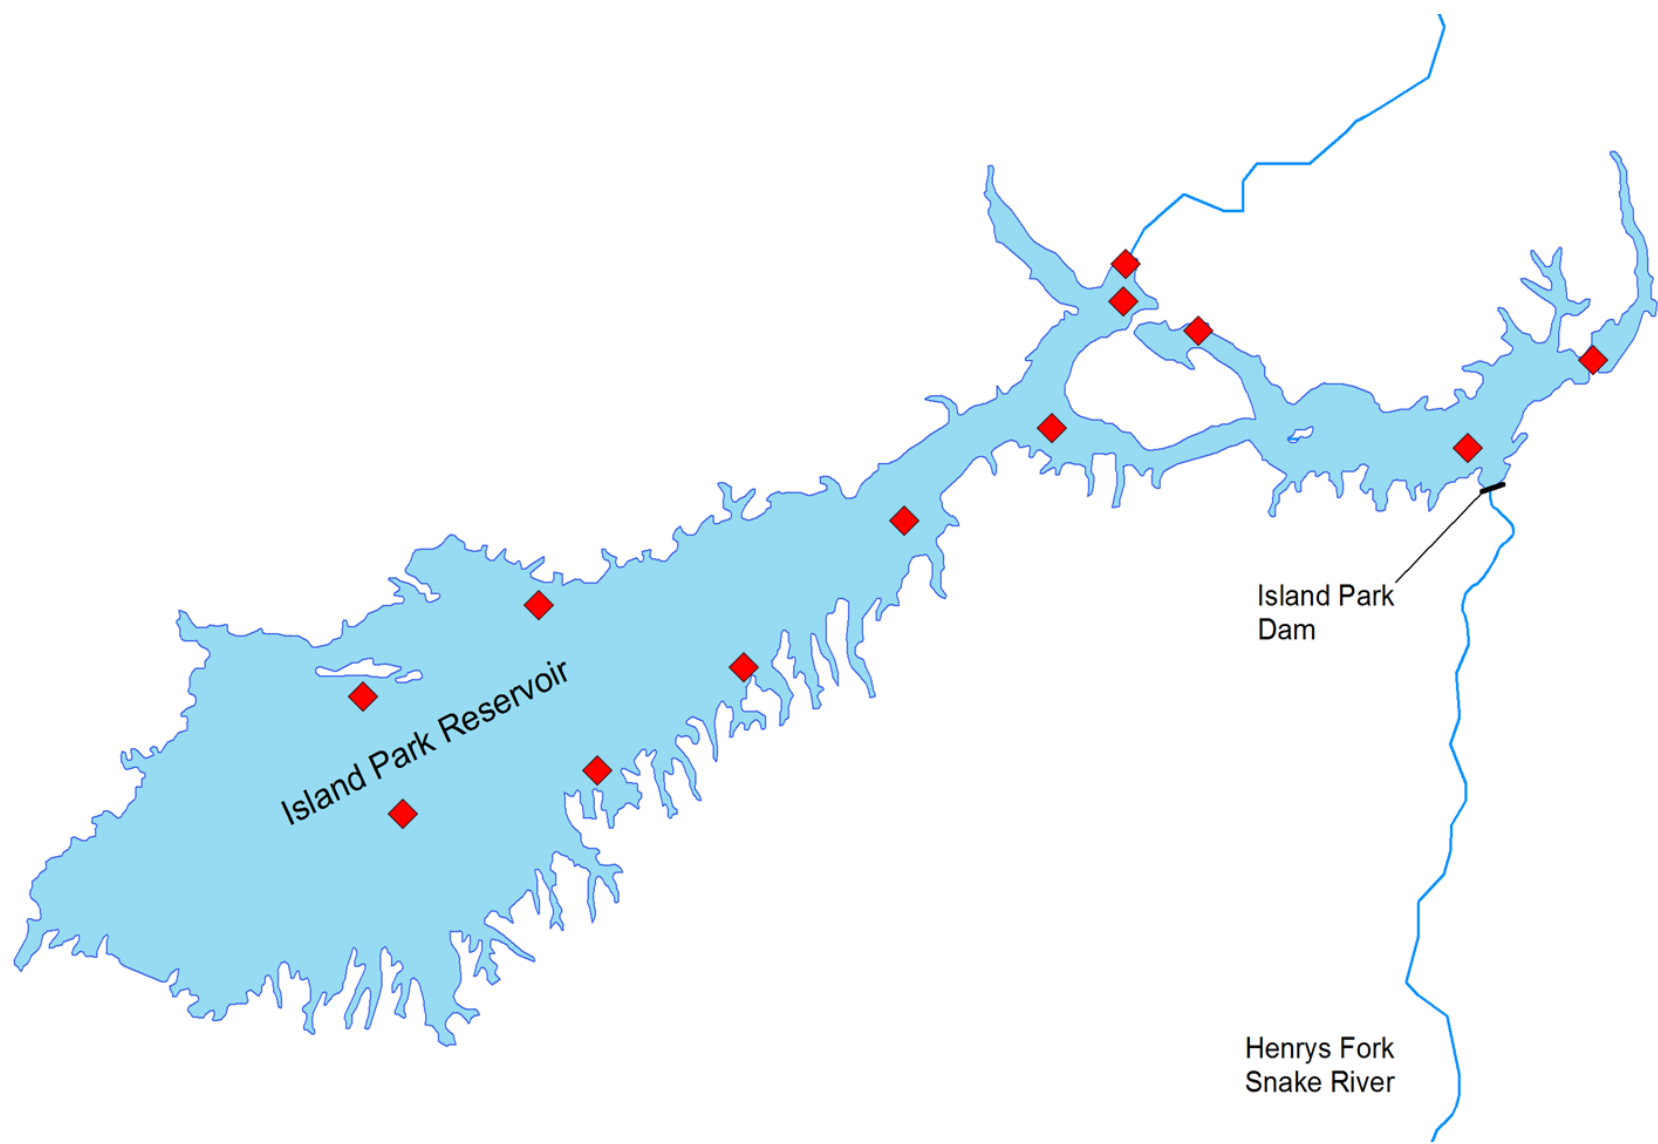 Island Park Reservoir
Island Park
Dam
Henrys Fork
Snake River